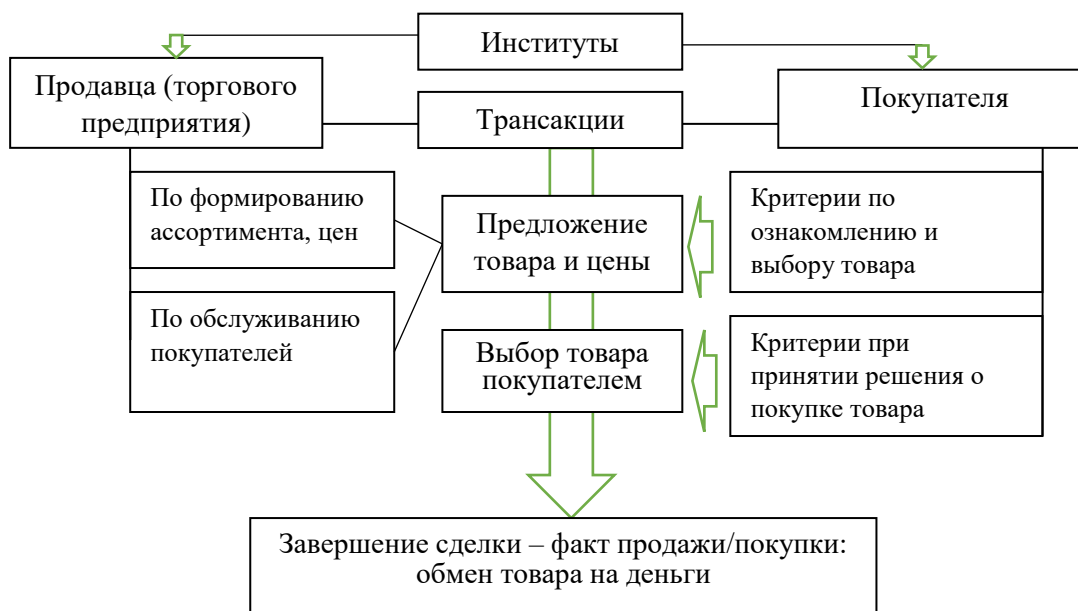 Институты
Продавца (торгового
предприятия)
Трансакции
Покупателя
По формированию
ассортимента, цен
Предложение
товара и цены
Критерии по
ознакомлению и
выбору товара
По обслуживанию
покупателей
Выбор товара
покупателем
Критерии при
принятии решения о
покупке товара
Завершение сделки – факт продажи/покупки:
обмен товара на деньги